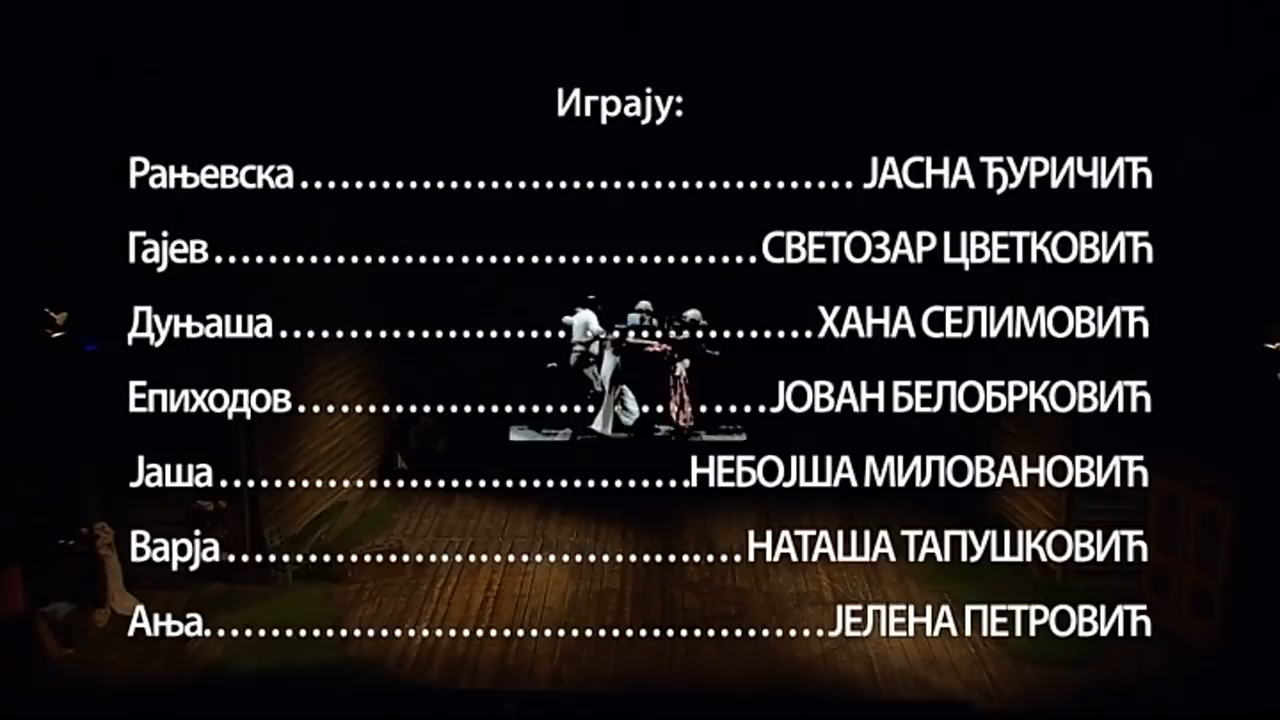 Играју:
Рањевска.......................................... ЈАСНА ЂУРИЧИЋ
Гајев.........................................СВЕТОЗАР ЦВЕТКОВИЋ
Дуњаша........................................ХАНА СЕЛИМОВИЋ
Епиходов...................................ЈОВАН БЕЛОБРКОВИЋ
Јаша...................................НЕБОЈША МИЛОВАНОВИЋ
Варја.......................................НАТАША ТАПУШКОВИЋ
Ања...............................................ЈЕЛЕНА ПЕТРОВИЋ